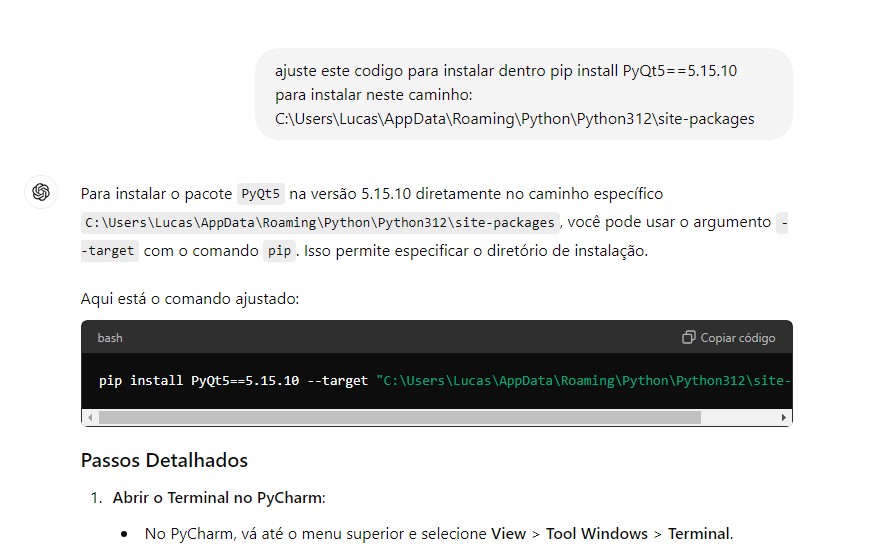 ajuste este codigo para instalar dentro pip install PyQt5==5.15.10
para instalar neste caminho:
C:\Users\Lucas\AppData\Roaming\Python\Python312\site-packages
Para instalar o pacote PyQt5 na versão 5.15.10 diretamente no caminho específico
C:\Users\Lucas\AppData\Roaming\Python\Python312\site-packages, você pode usar o argumento -
-target com o comando pip. Isso permite especificar o diretório de instalação.
Aqui está o comando ajustado:
bash
Copiar código
pip install PyQt5==5.15.10 --target "C:\Users\Lucas\AppData\Roaming\Python\Python312\site-
Passos Detalhados
1. Abrir o Terminal no PyCharm:
• No PyCharm, vá até o menu superior e selecione View > Tool Windows > Terminal.